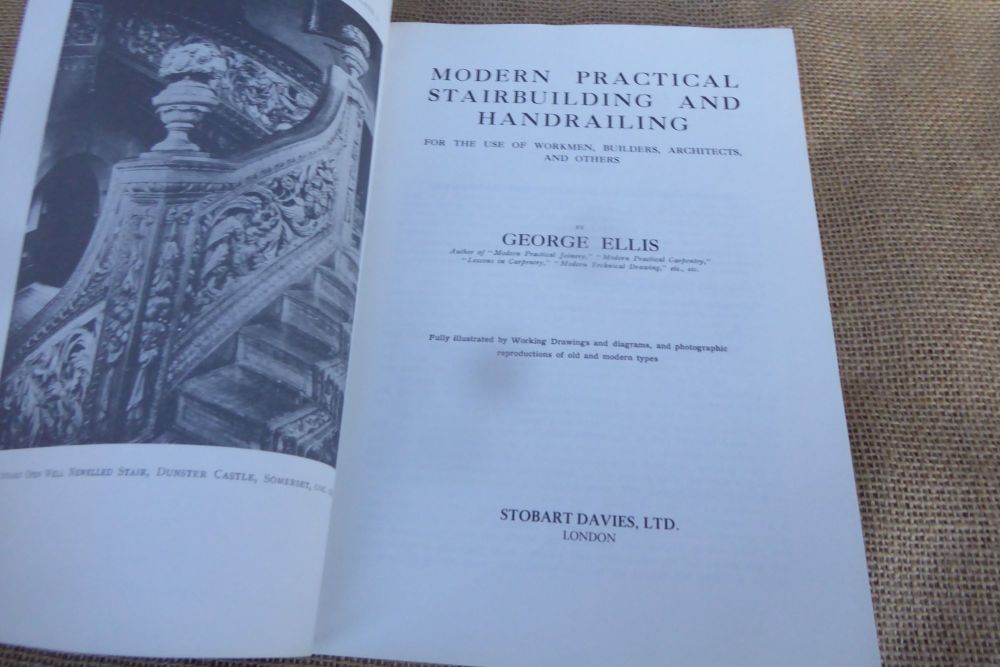 Open Well Newelled Stair, Dunster Castle, Somerset,
MODERN PRACTICAL
STAIRBUILDING AND
HANDRAILING
FOR THE USE OF WORKMEN, BUILDERS, ARCHITECTS,
AND OTHERS
BY
GEORGE ELLIS
Author of "Modern Practical Joinery," "Modern Practical Carpentry,"
"Lessons in Carpentry," "Modern Technical Drawing," etc., etc.
Fully illustrated by Working Drawings and diagrams, and photographic
reproductions of old and modern types
STOBART DAVIES, LTD.
LONDON